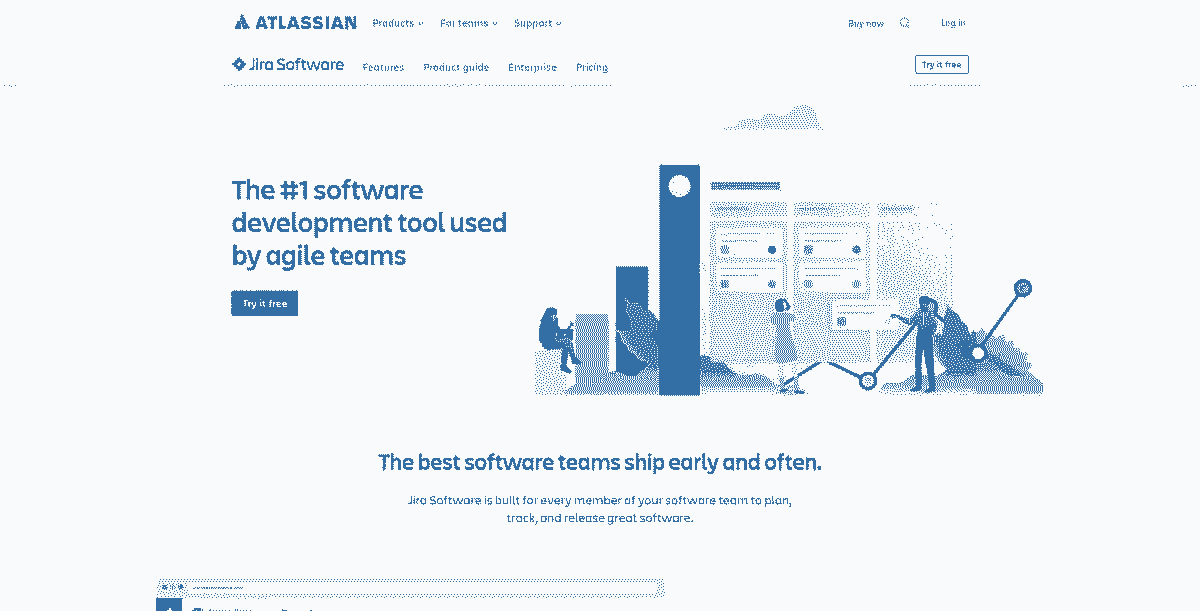 ATLASSIAN Products For teams Support Buy now Log in
Jira Software Features Product guide Enterprise Pricing Try it free
The #1 software
development tool used
by agile teams
Try it free
The best software teams ship early and often.
Jira Software is built for every member of your software team to plan,
track, and release great software.